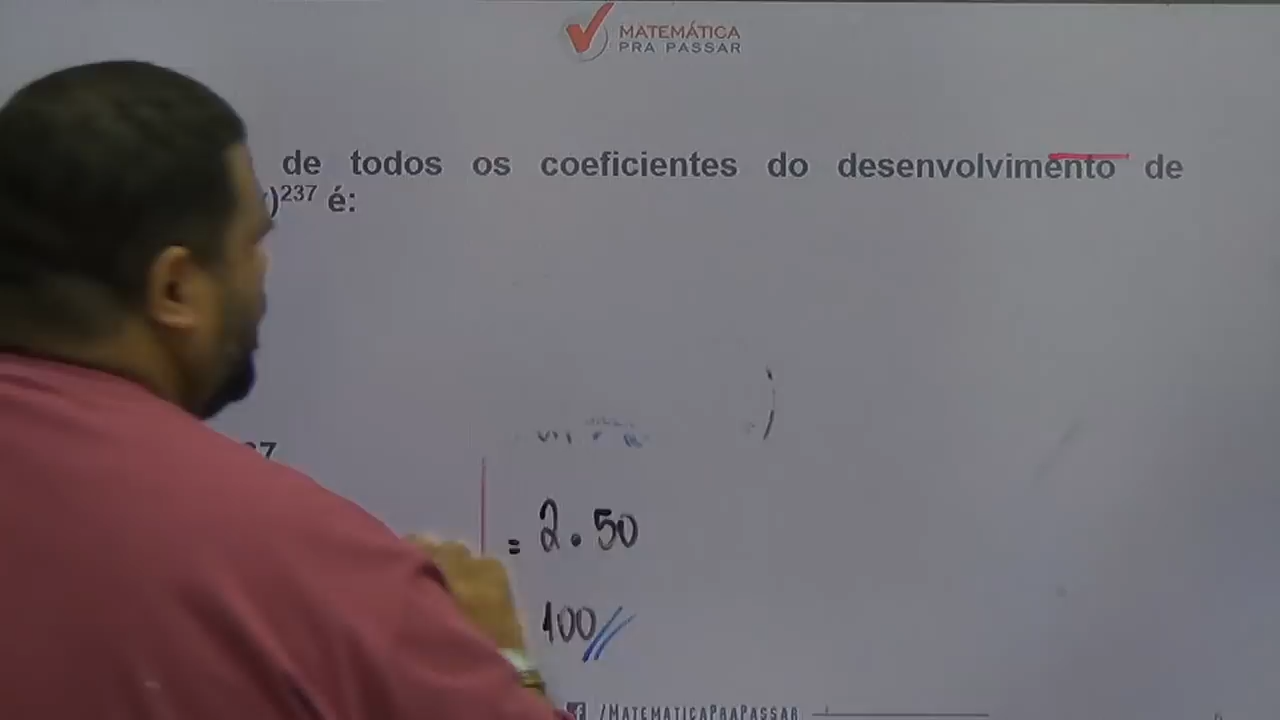 MATEMÁTICA
PRA PASSAR
de todos os coeficientes do desenvolvimento de
)²³⁷ é:
= 2.50
100
/MATEMATICAPRAPASSAR